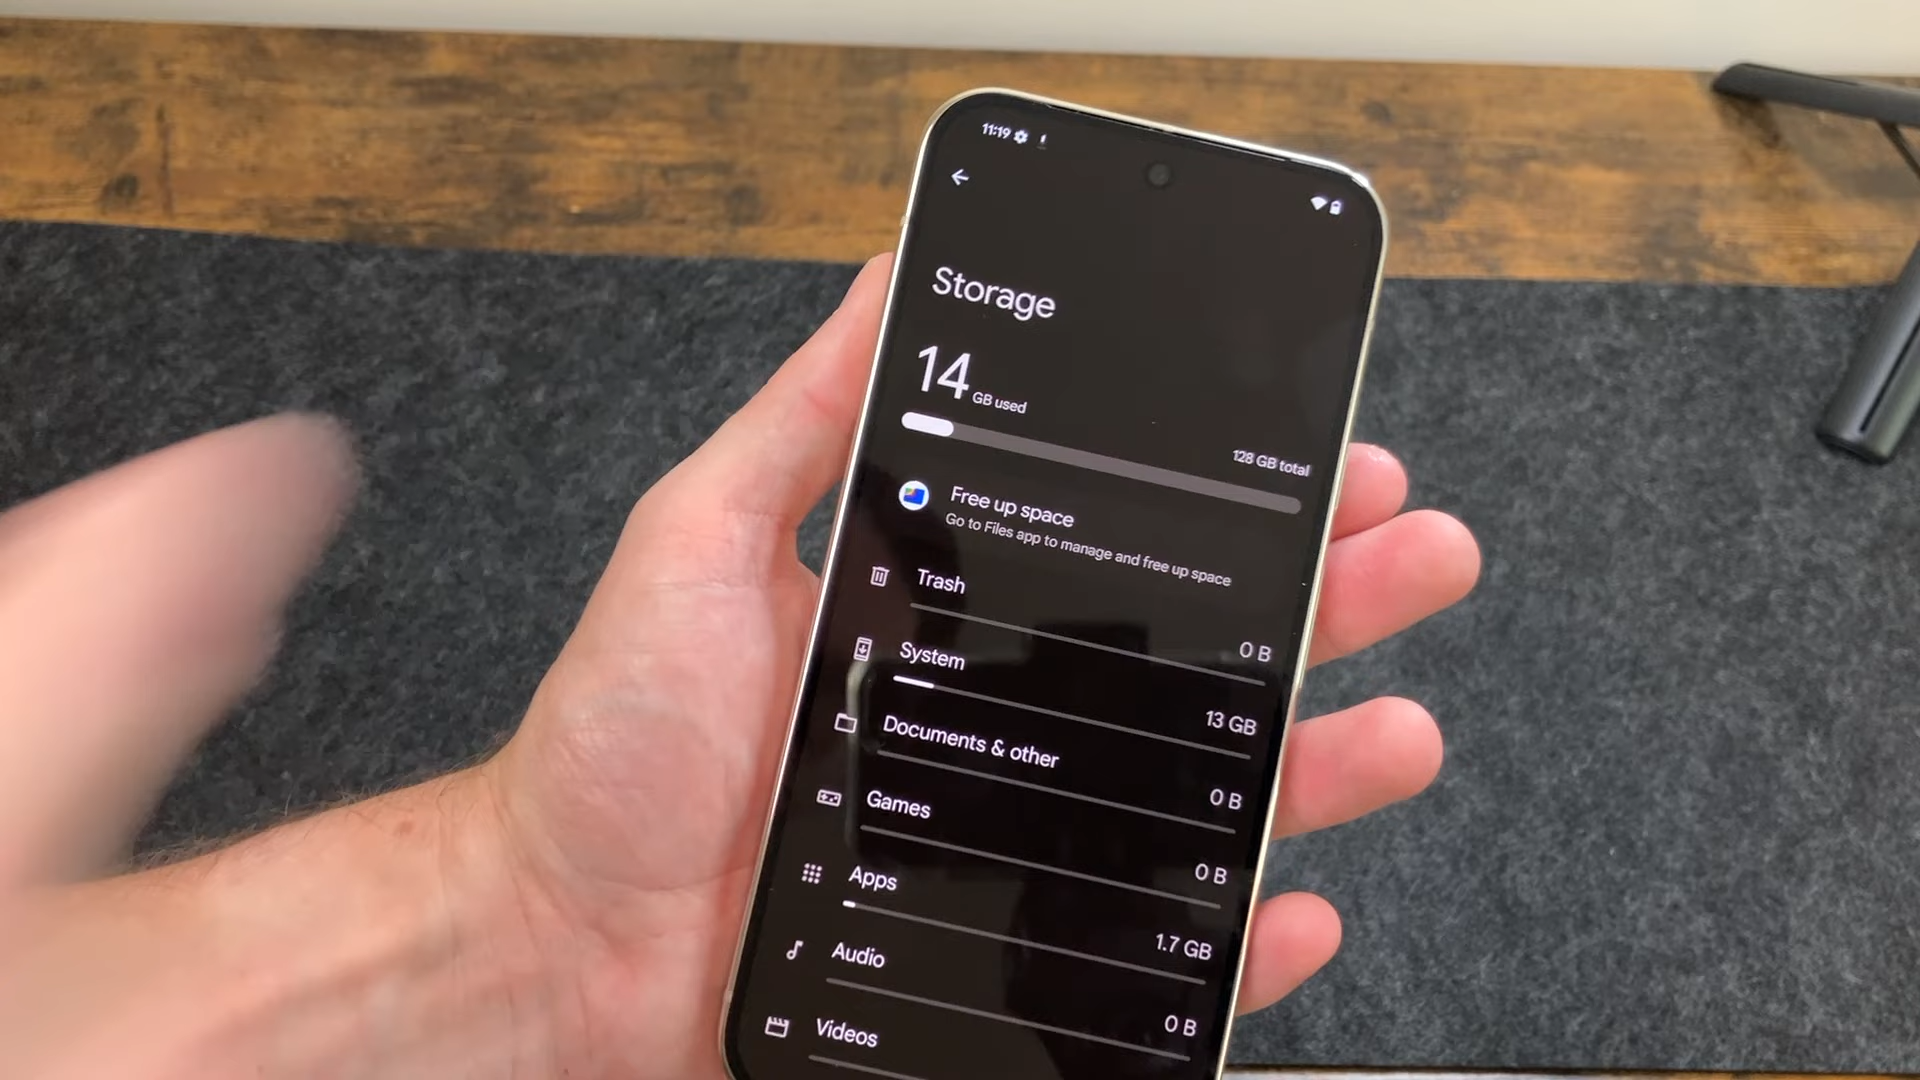 11:19
Storage
14 GB used
128 GB total
Free up space
Go to Files app to manage and free up space
Trash
0 B
System
13 GB
Documents & other
0 B
Games
0 B
Apps
1.7 GB
Audio
0 B
Videos